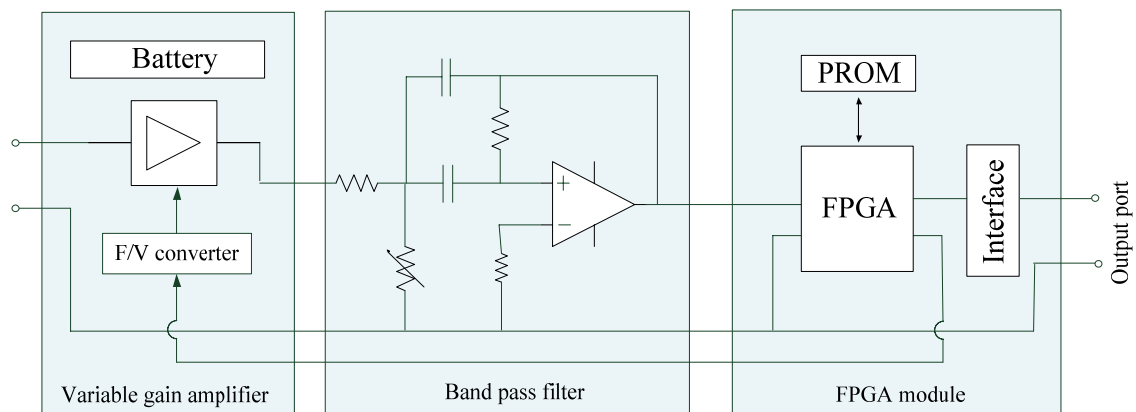 Battery
F/V converter
Variable gain amplifier
+
−
Band pass filter
PROM
FPGA
Interface
FPGA module
Output port